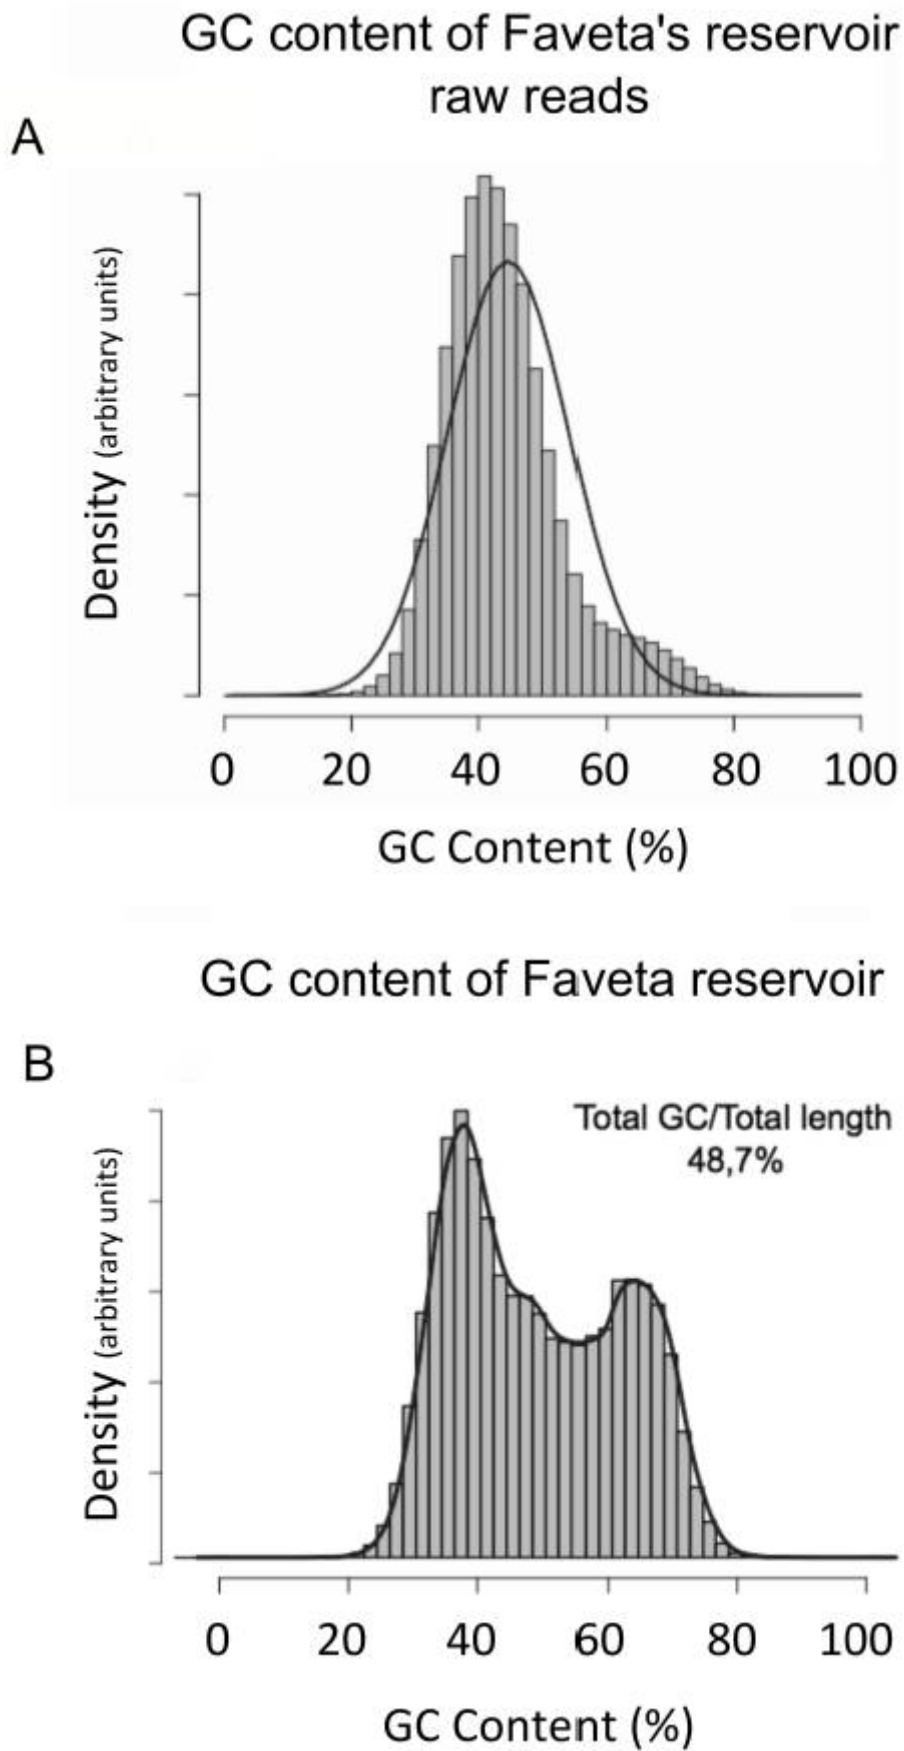 GC content of Faveta's reservoir
raw reads
A
Density (arbitrary units)
0 20 40 60 80 100
GC Content (%)
GC content of Faveta reservoir
B
Total GC/Total length
48,7%
Density (arbitrary units)
0 20 40 60 80 100
GC Content (%)